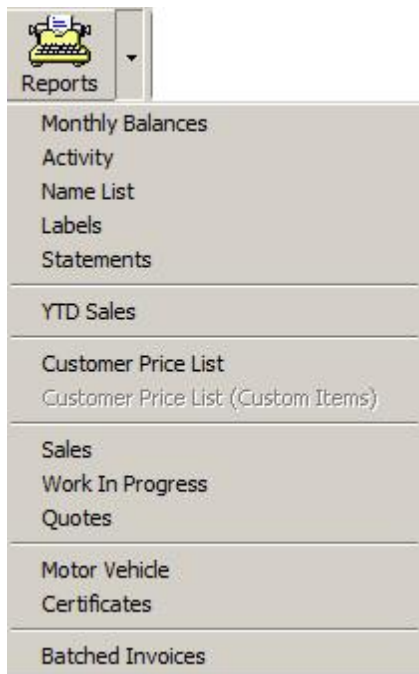 Reports
Monthly Balances
Activity
Name List
Labels
Statements
YTD Sales
Customer Price List
Customer Price List (Custom Items)
Sales
Work In Progress
Quotes
Motor Vehicle
Certificates
Batched Invoices